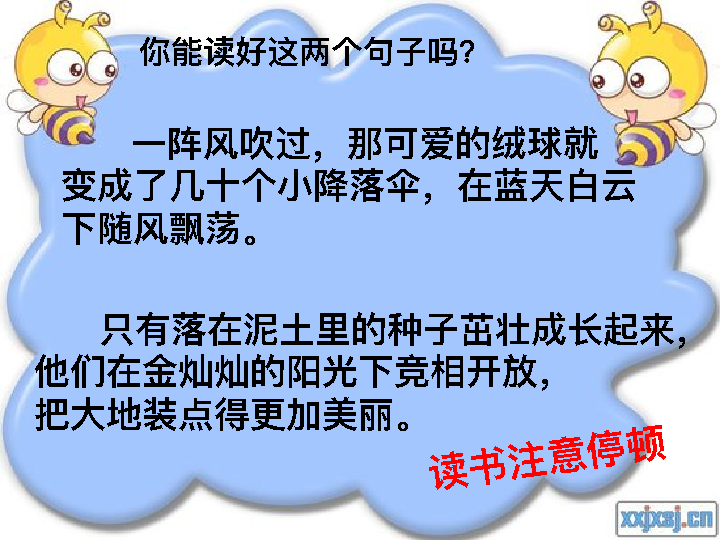 你能读好这两个句子吗?
一阵风吹过，那可爱的绒球就
变成了几十个小降落伞，在蓝天白云
下随风飘荡。
只有落在泥土里的种子茁壮成长起来，
他们在金灿灿的阳光下竞相开放，
把大地装点得更加美丽。
读书注意停顿
xxjxsj.cn